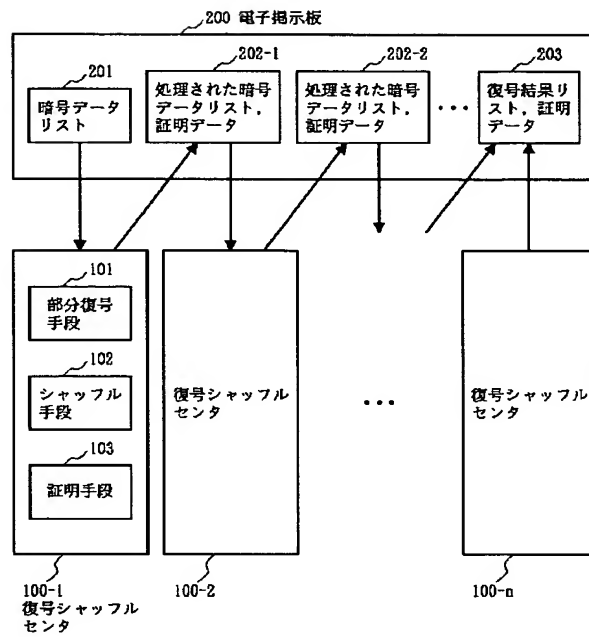 200 電子掲示板
201
暗号データ
リスト
202-1
処理された暗号
データリスト,
証明データ
202-2
処理された暗号
データリスト,
証明データ
...
203
復号結果リ
スト, 証明
データ
101
部分復号
手段
102
シャッフル
手段
103
証明手段
100-1
復号シャッフル
センタ
復号シャッフル
センタ
100-2
...
復号シャッフル
センタ
100-n